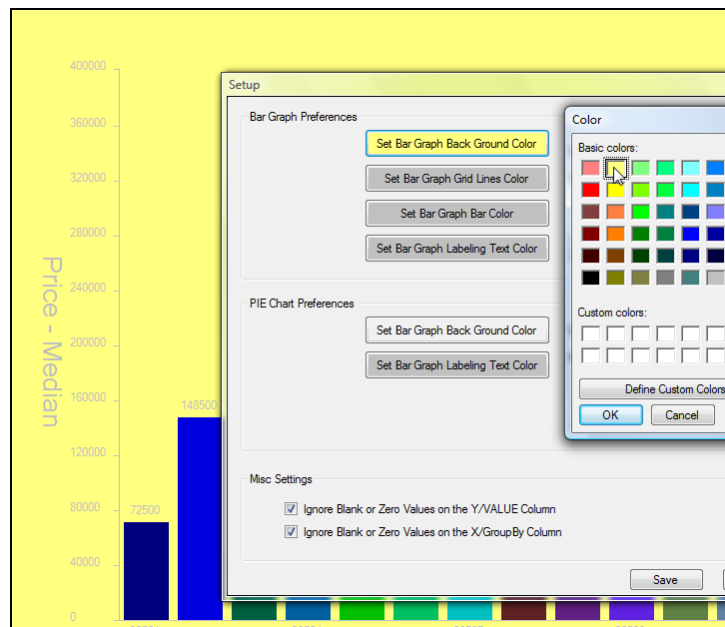 400000
360000
320000
280000
240000
200000
160000
120000
80000
40000
0
Price - Median
72500
148500
Setup
Bar Graph Preferences
Set Bar Graph Back Ground Color
Set Bar Graph Grid Lines Color
Set Bar Graph Bar Color
Set Bar Graph Labeling Text Color
PIE Chart Preferences
Set Bar Graph Back Ground Color
Set Bar Graph Labeling Text Color
Misc Settings
Ignore Blank or Zero Values on the Y/VALUE Column
Ignore Blank or Zero Values on the X/GroupBy Column
Save
Color
Basic colors:
Custom colors:
Define Custom Colors
OK
Cancel